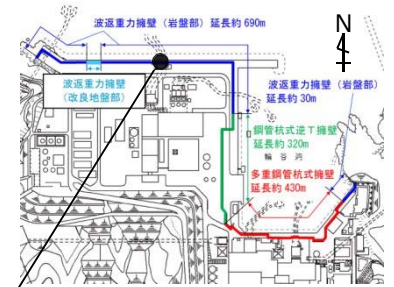 波返重力擁壁（岩盤部）延長約 690m
N
波返重力擁壁
（改良地盤部）
波返重力擁壁（岩盤部）
延長約 30m
鋼管杭式逆Ｔ擁壁
延長約 320m
輪谷湾
多重鋼管杭式擁壁
延長約 430m